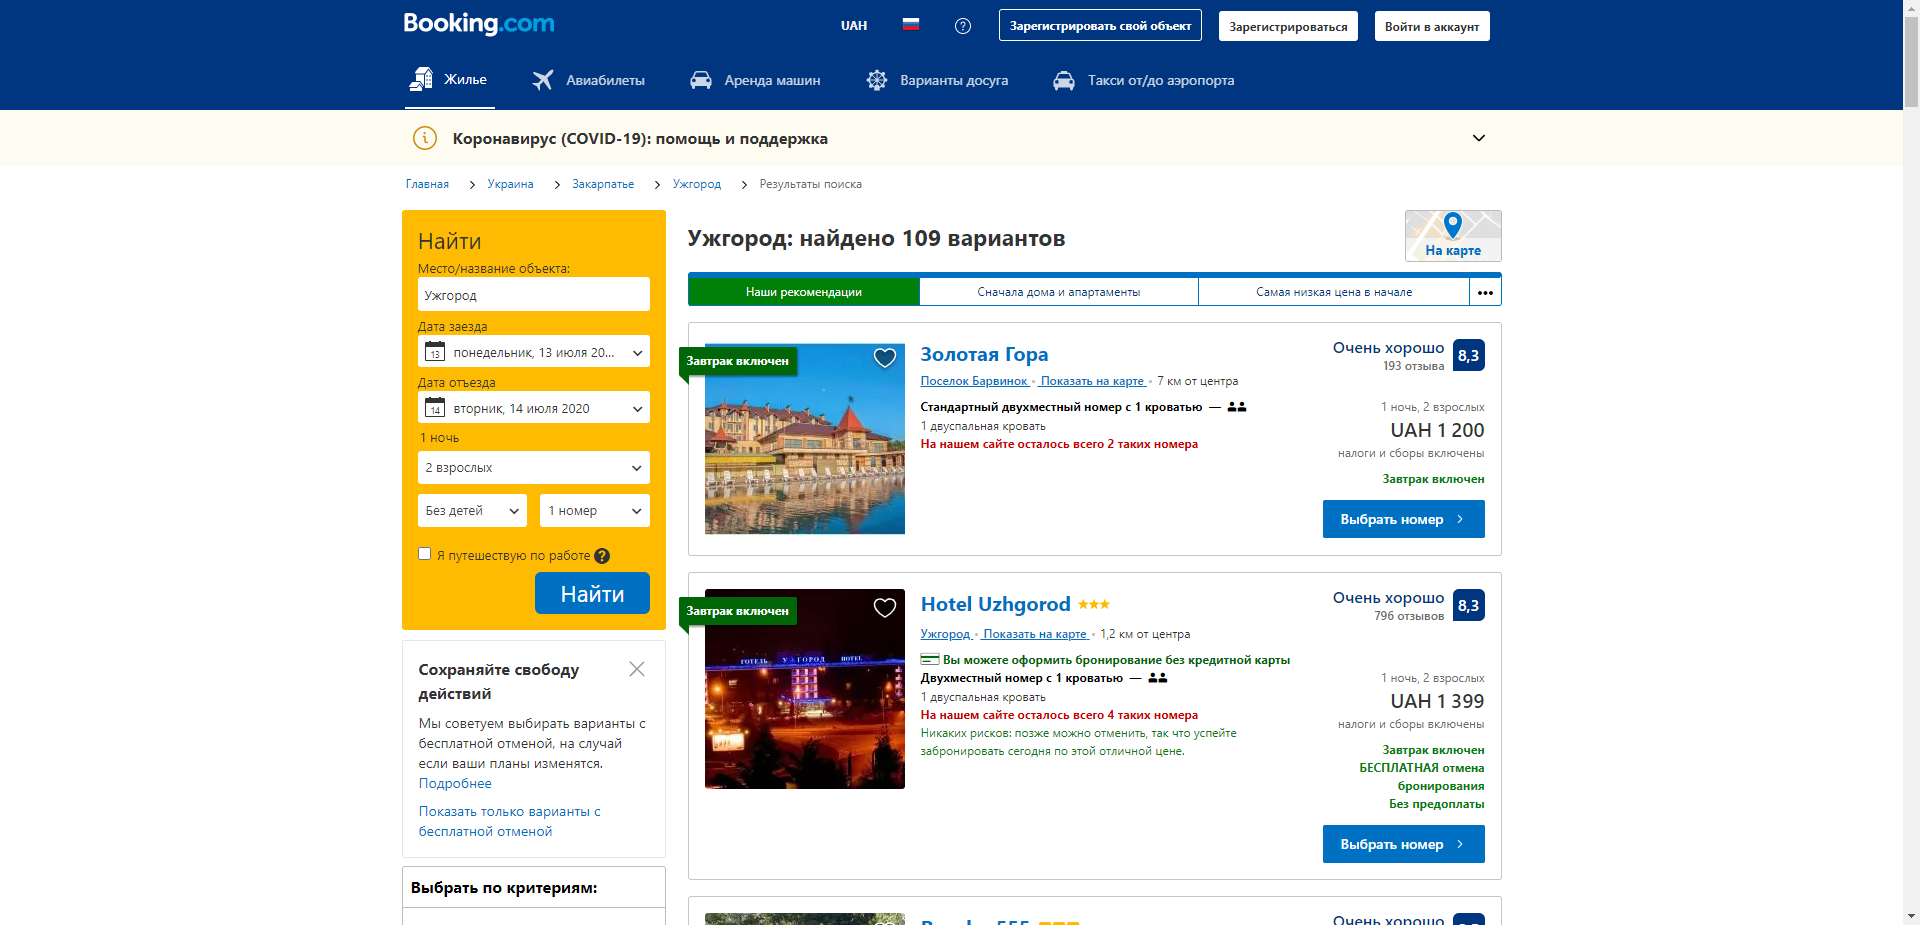 Booking.com
UAH
Зарегистрировать свой объект
Зарегистрироваться
Войти в аккаунт
Жилье
Авиабилеты
Аренда машин
Варианты досуга
Такси от/до аэропорта
Коронавирус (COVID-19): помощь и поддержка
Главная
Украина
Закарпатье
Ужгород
Результаты поиска
Найти
Место/название объекта:
Ужгород
Дата заезда
13
понедельник, 13 июля 20...
Дата отъезда
14
вторник, 14 июля 2020
1 ночь
2 взрослых
Без детей
1 номер
Я путешествую по работе
Найти
Сохраняйте свободу
действий
Мы советуем выбирать варианты с
бесплатной отменой, на случай
если ваши планы изменятся.
Подробнее
Показать только варианты с
бесплатной отменой
Выбрать по критериям:
Ужгород: найдено 109 вариантов
На карте
Наши рекомендации
Сначала дома и апартаменты
Самая низкая цена в начале
Завтрак включен
Золотая Гора
Поселок Барвинок • Показать на карте • 7 км от центра
Стандартный двухместный номер с 1 кроватью —
1 двуспальная кровать
На нашем сайте осталось всего 2 таких номера
Очень хорошо
193 отзыва
8,3
1 ночь, 2 взрослых
UAH 1 200
налоги и сборы включены
Завтрак включен
Выбрать номер
Завтрак включен
ГОТЕЛЬ УЖГОРОД HOTEL
Hotel Uzhgorod
Ужгород • Показать на карте • 1,2 км от центра
Вы можете оформить бронирование без кредитной карты
Двухместный номер с 1 кроватью —
1 двуспальная кровать
На нашем сайте осталось всего 4 таких номера
Никаких рисков: позже можно отменить, так что успейте
забронировать сегодня по этой отличной цене.
Очень хорошо
796 отзывов
8,3
1 ночь, 2 взрослых
UAH 1 399
налоги и сборы включены
Завтрак включен
БЕСПЛАТНАЯ отмена
бронирования
Без предоплаты
Выбрать номер
Очень хорошо